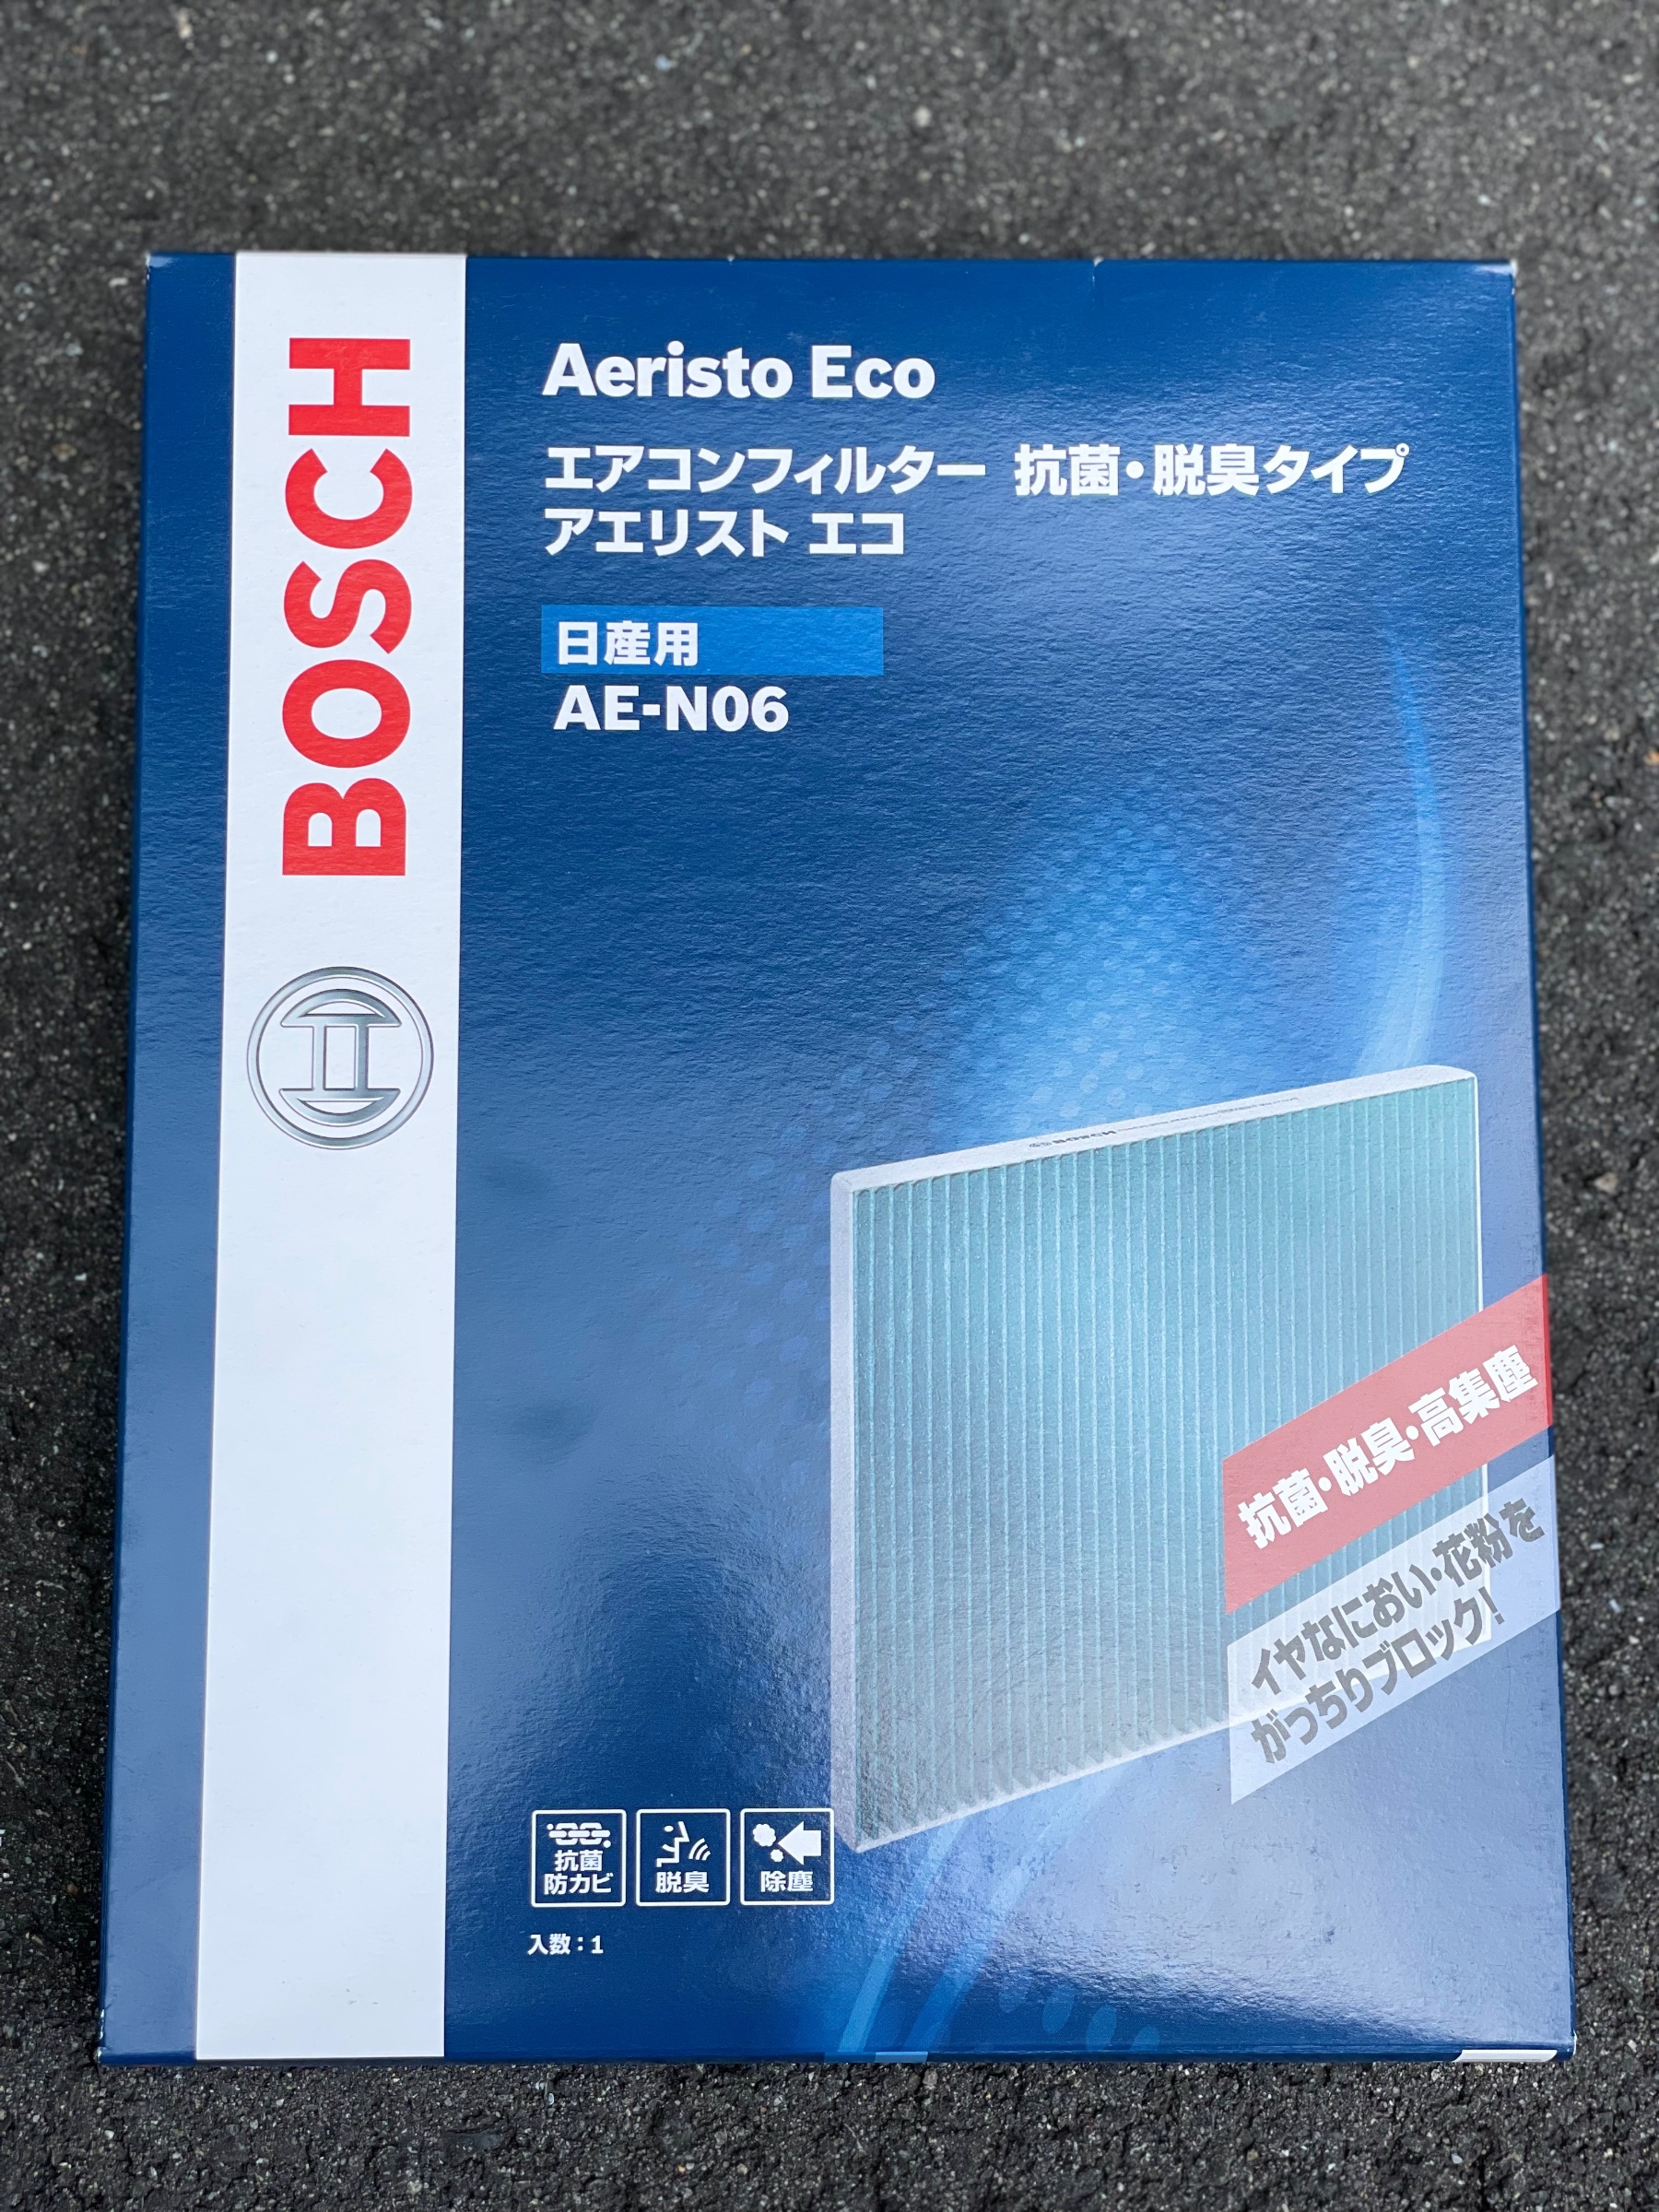 BOSCH
Aeristo Eco
エアコンフィルター 抗菌・脱臭タイプ
アエリスト エコ
日産用
AE-N06
BOSCH
抗菌・脱臭・高集塵
イヤなにおい・花粉を
がっちりブロック!
抗菌
防カビ
脱臭
除塵
入数：1